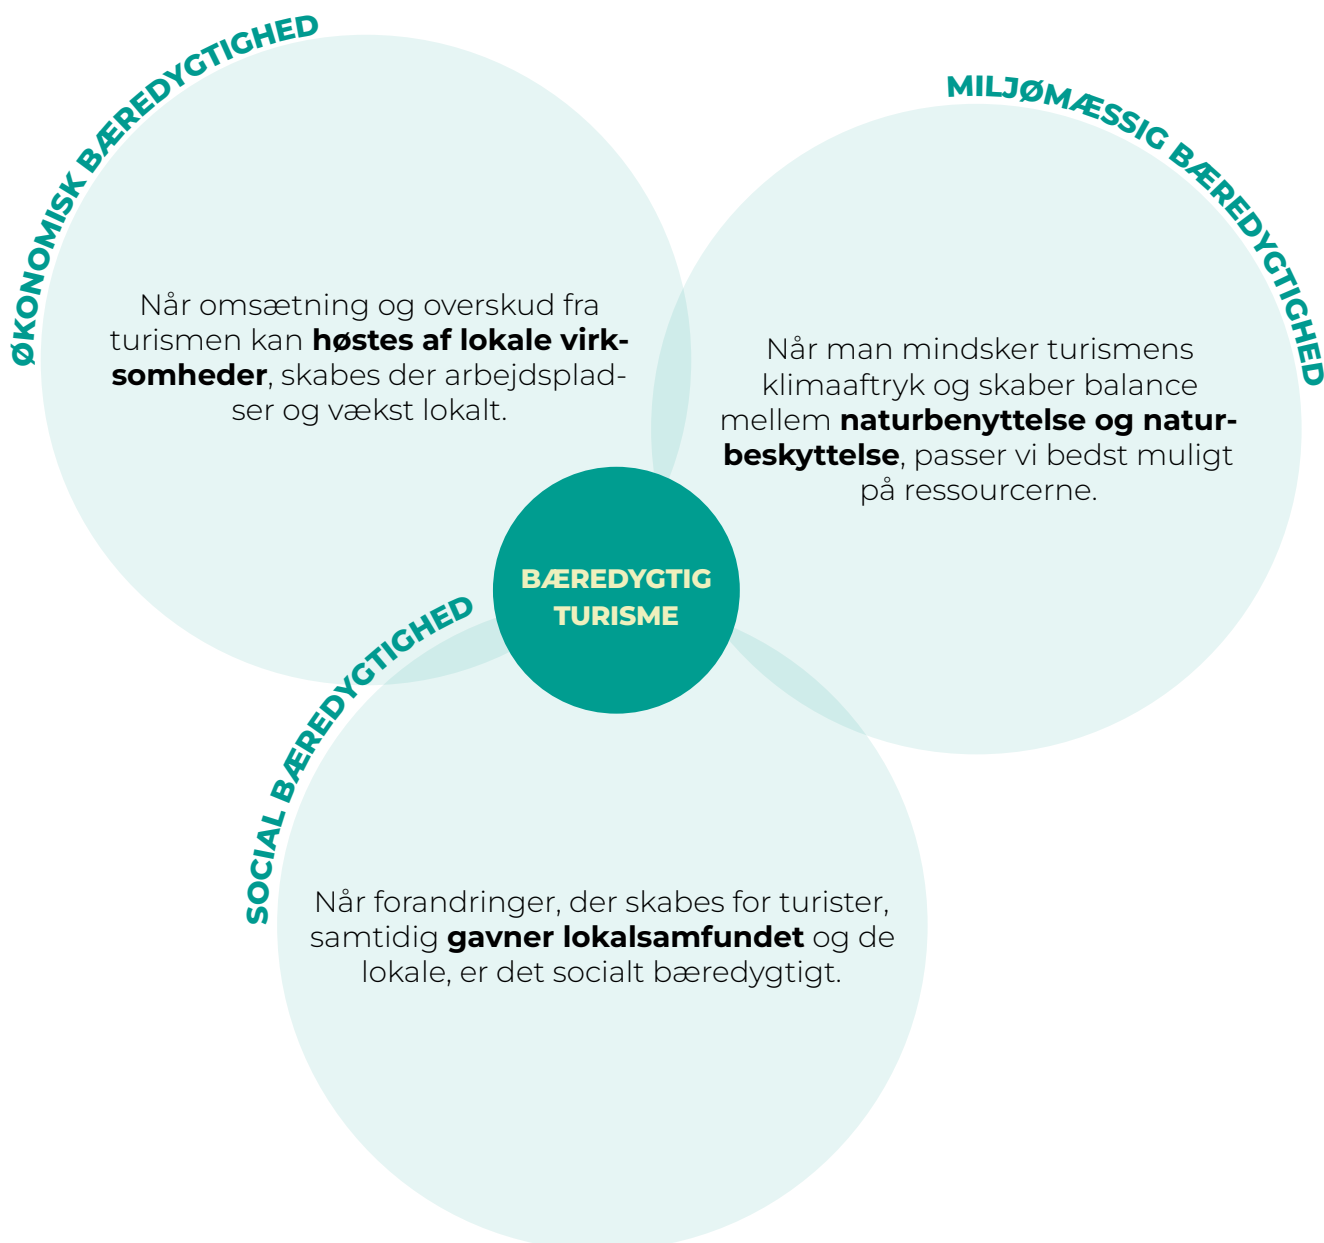 ØKONOMISK BÆREDYGTIGHED
Når omsætning og overskud fra
turismen kan høstes af lokale virk-
somheder, skabes der arbejdsplad-
ser og vækst lokalt.
MILJØMÆSSIG BÆREDYGTIGHED
Når man mindsker turismens
klimaaftryk og skaber balance
mellem naturbenyttelse og natur-
beskyttelse, passer vi bedst muligt
på ressourcerne.
BÆREDYGTIG
TURISME
SOCIAL BÆREDYGTIGHED
Når forandringer, der skabes for turister,
samtidig gavner lokalsamfundet og de
lokale, er det socialt bæredygtigt.